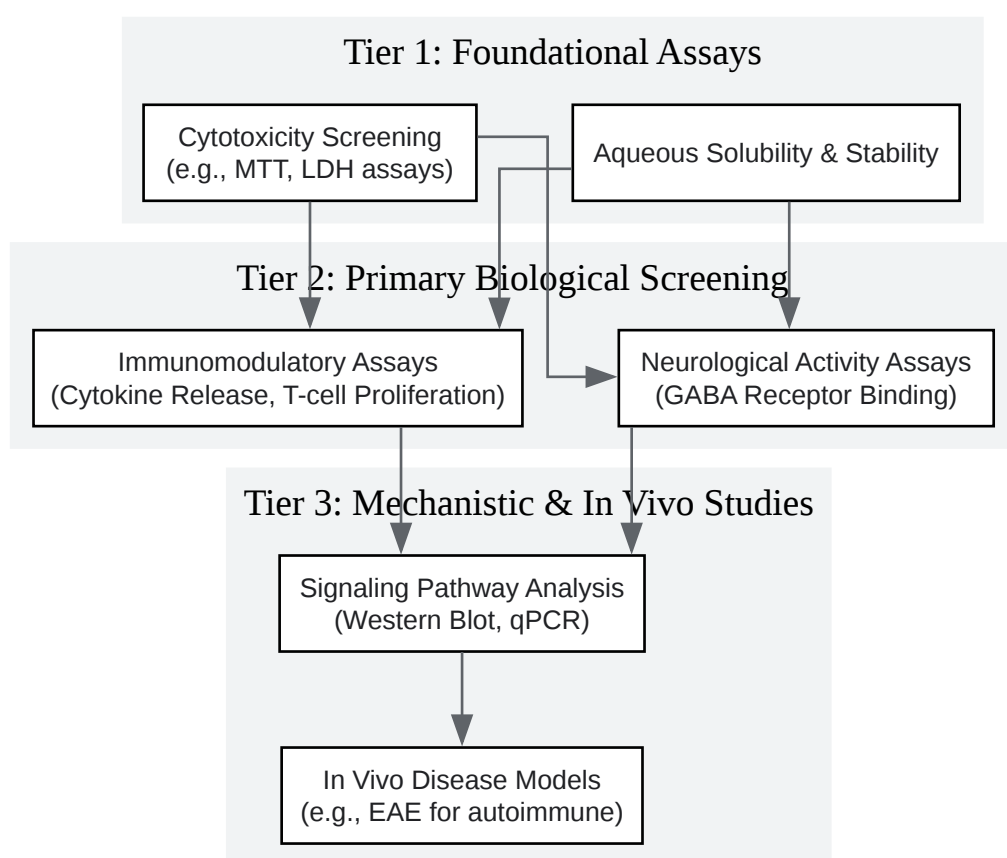 Tier 1: Foundational Assays
Cytotoxicity Screening
(e.g., MTT, LDH assays)
Aqueous Solubility & Stability
Tier 2: Primary Biological Screening
Immunomodulatory Assays
(Cytokine Release, T-cell Proliferation)
Neurological Activity Assays
(GABA Receptor Binding)
Tier 3: Mechanistic & In Vivo Studies
Signaling Pathway Analysis
(Western Blot, qPCR)
In Vivo Disease Models
(e.g., EAE for autoimmune)